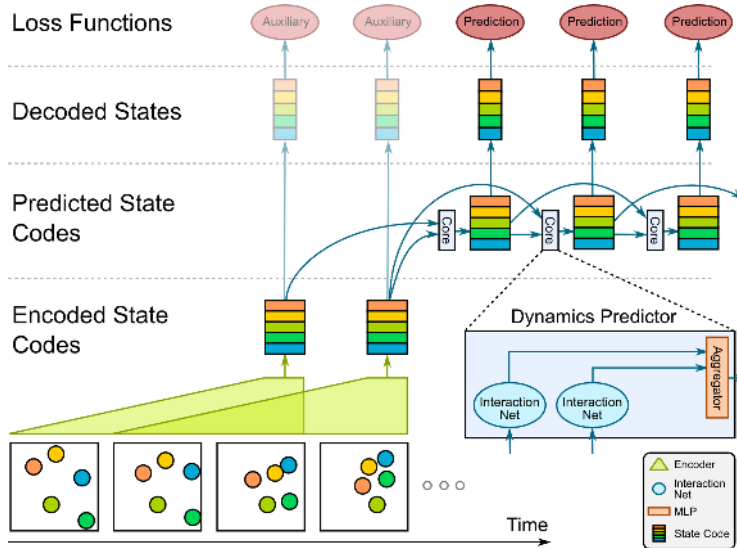 Loss Functions
Auxiliary
Auxiliary
Prediction
Prediction
Prediction
Decoded States
Predicted State
Codes
Core
Core
Core
Encoded State
Codes
Dynamics Predictor
Interaction
Net
Interaction
Net
Aggregator
Time
Encoder
Interaction
Net
MLP
State Code